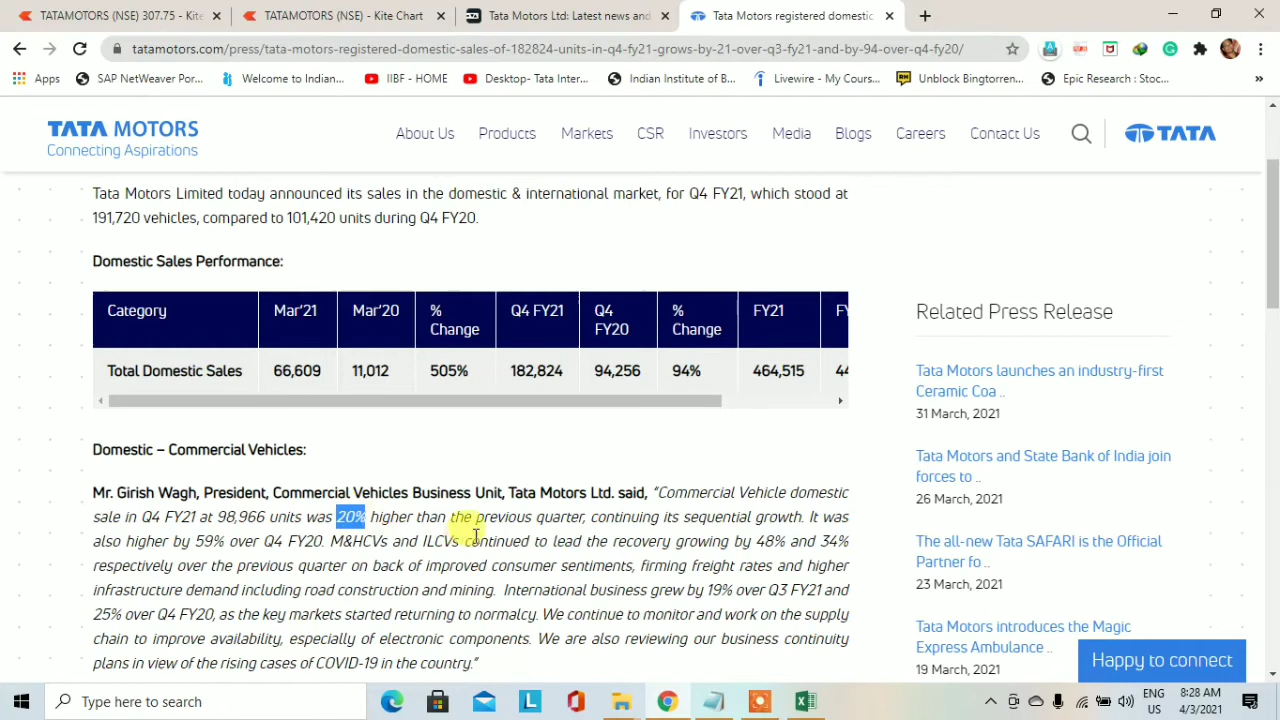 TATAMOTORS (NSE) 307.75 - Kite
TATAMOTORS (NSE) - Kite Chart
Tata Motors Ltd: Latest news and
Tata Motors registered domestic
tatamotors.com/press/tata-motors-registered-domestic-sales-of-182824-units-in-q4-fy21-grows-by-21-over-q3-fy21-and-by-94-over-q4-fy20/
Apps SAP NetWeaver Por... Welcome to Indian... IIBF - HOME Desktop- Tata Inter... Indian Institute of B... Livewire - My Cours... Unblock Bingtorren... Epic Research : Stoc... »
TATA MOTORS
Connecting Aspirations
About Us Products Markets CSR Investors Media Blogs Careers Contact Us TATA
Tata Motors Limited today announced its sales in the domestic & international market, for Q4 FY21, which stood at
191,720 vehicles, compared to 101,420 units during Q4 FY20.
Domestic Sales Performance:
Category Mar'21 Mar'20 % Change Q4 FY21 Q4 FY20 % Change FY21 FY
Total Domestic Sales 66,609 11,012 505% 182,824 94,256 94% 464,515 44
Domestic – Commercial Vehicles:
Mr. Girish Wagh, President, Commercial Vehicles Business Unit, Tata Motors Ltd. said, “Commercial Vehicle domestic
sale in Q4 FY21 at 98,966 units was 20% higher than the previous quarter, continuing its sequential growth. It was
also higher by 59% over Q4 FY20. M&HCVs and ILCVs continued to lead the recovery growing by 48% and 34%
respectively over the previous quarter on back of improved consumer sentiments, firming freight rates and higher
infrastructure demand including road construction and mining. International business grew by 19% over Q3 FY21 and
25% over Q4 FY20, as the key markets started returning to normalcy. We continue to monitor and work on the supply
chain to improve availability, especially of electronic components. We are also reviewing our business continuity
plans in view of the rising cases of COVID-19 in the country.”
Related Press Release
Tata Motors launches an industry-first
Ceramic Coa ..
31 March, 2021
Tata Motors and State Bank of India join
forces to ..
26 March, 2021
The all-new Tata SAFARI is the Official
Partner fo ..
23 March, 2021
Tata Motors introduces the Magic
Express Ambulance ..
19 March, 2021
Happy to connect
Type here to search
ENG
US
8:28 AM
4/3/2021